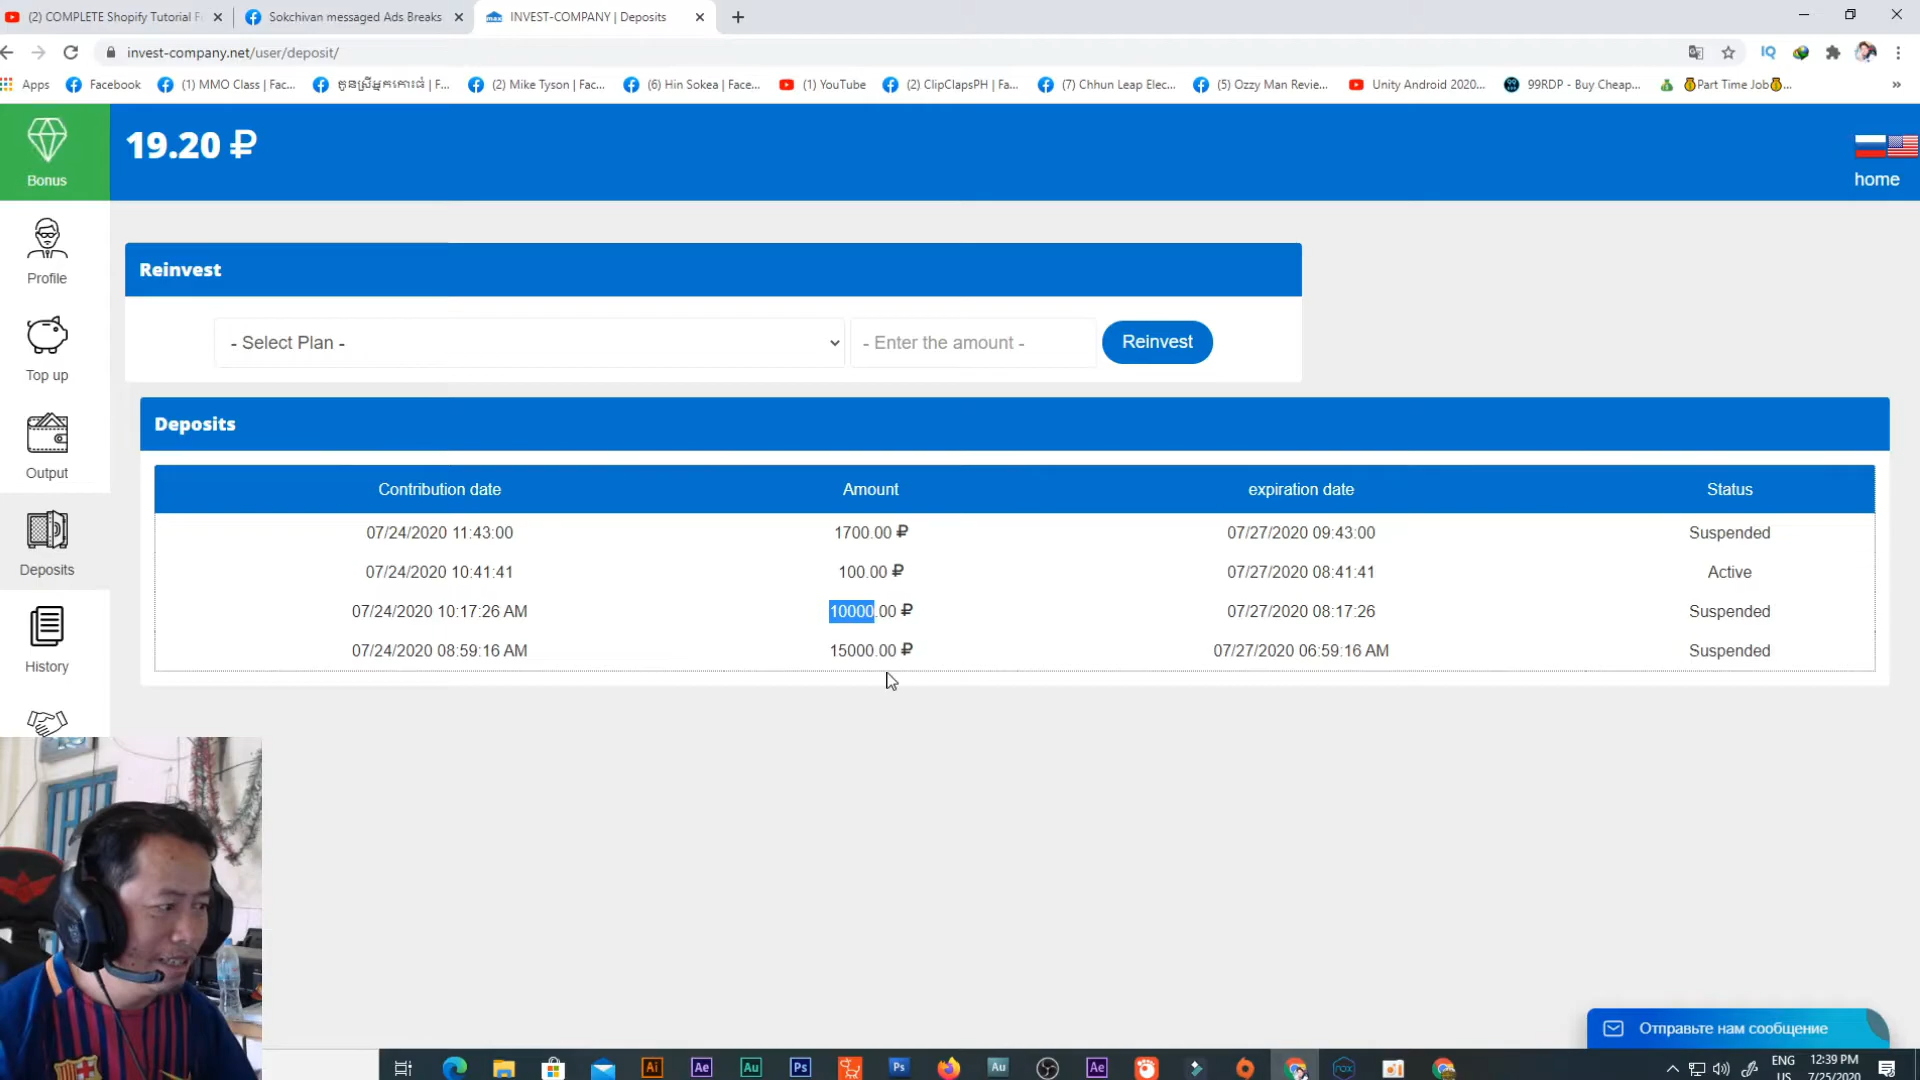 (2) COMPLETE Shopify Tutorial F
Sokchivan messaged Ads Breaks
INVEST-COMPANY | Deposits
invest-company.net/user/deposit/
Apps
Facebook
(1) MMO Class | Fac...
(2) Mike Tyson | Fac...
(6) Hin Sokea | Face...
(1) YouTube
(2) ClipClapsPH | Fa...
(7) Chhun Leap Elec...
(5) Ozzy Man Revie...
Unity Android 2020...
99RDP - Buy Cheap...
💰Part Time Job💰...
»
19.20 ₽
home
Bonus
Profile
Top up
Output
Deposits
History
Reinvest
- Select Plan -
- Enter the amount -
Reinvest
Deposits
Contribution date Amount expiration date Status
07/24/2020 11:43:00 1700.00 ₽ 07/27/2020 09:43:00 Suspended
07/24/2020 10:41:41 100.00 ₽ 07/27/2020 08:41:41 Active
07/24/2020 10:17:26 AM 10000.00 ₽ 07/27/2020 08:17:26 Suspended
07/24/2020 08:59:16 AM 15000.00 ₽ 07/27/2020 06:59:16 AM Suspended
Отправьте нам сообщение
ENG
US
12:39 PM
7/25/2020